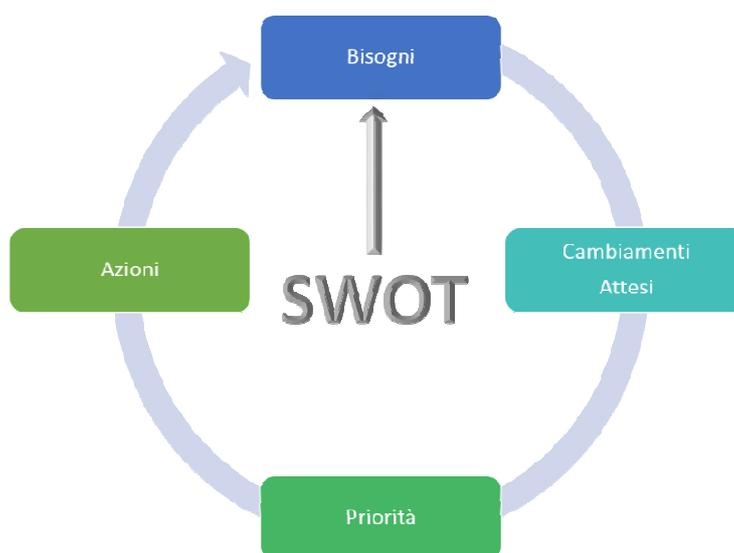 Bisogni
Cambiamenti
Attesi
Azioni
SWOT
Priorità